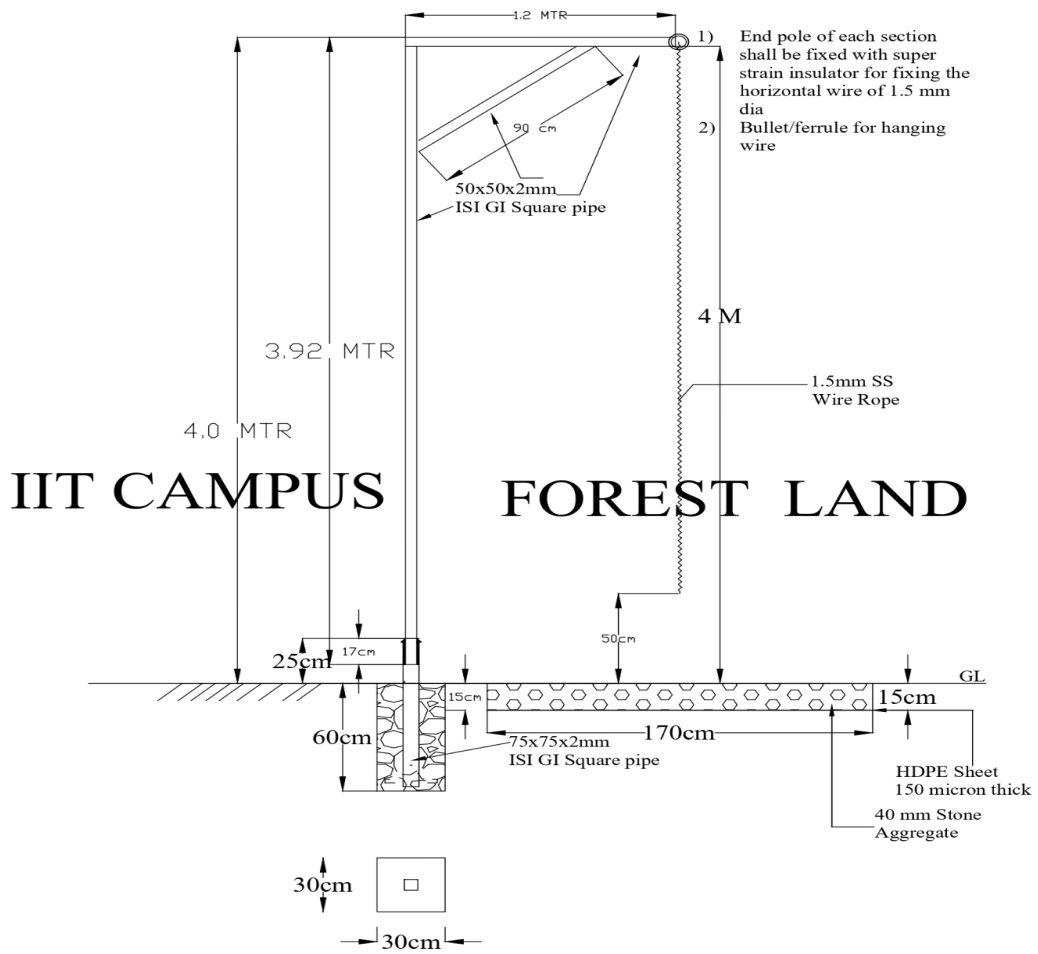 1.2 MTR
1) End pole of each section
shall be fixed with super
strain insulator for fixing the
horizontal wire of 1.5 mm
dia
2) Bullet/ferrule for hanging
wire
90 cm
50x50x2mm
ISI GI Square pipe
4 M
3.92 MTR
1.5mm SS
Wire Rope
4.0 MTR
IIT CAMPUS
FOREST LAND
50cm
17cm
25cm
GL
15cm
15cm
60cm
170cm
75x75x2mm
ISI GI Square pipe
HDPE Sheet
150 micron thick
40 mm Stone
Aggregate
30cm
30cm